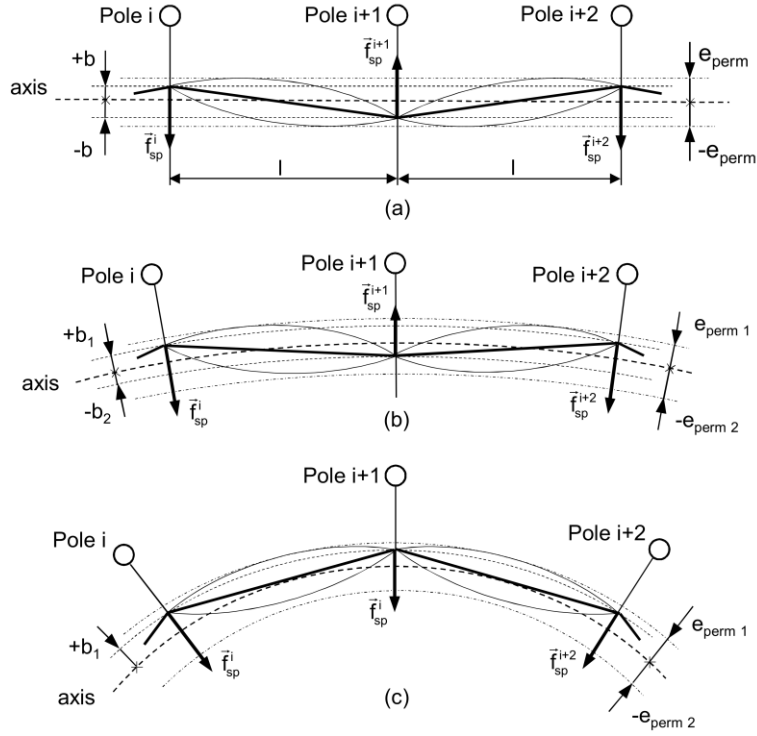 Pole i Pole i+1 Pole i+2
+b f⃗sp^i+1 e_perm
axis
-b f⃗sp^i f⃗sp^i+2 -e_perm
l l
(a)
Pole i Pole i+1 Pole i+2
f⃗sp^i+1
+b₁ e_perm 1
axis
-b₂ f⃗sp^i f⃗sp^i+2 -e_perm 2
(b)
Pole i+1
Pole i Pole i+2
f⃗sp^i
+b₁ e_perm 1
f⃗sp^i f⃗sp^i+2
axis
-e_perm 2
(c)